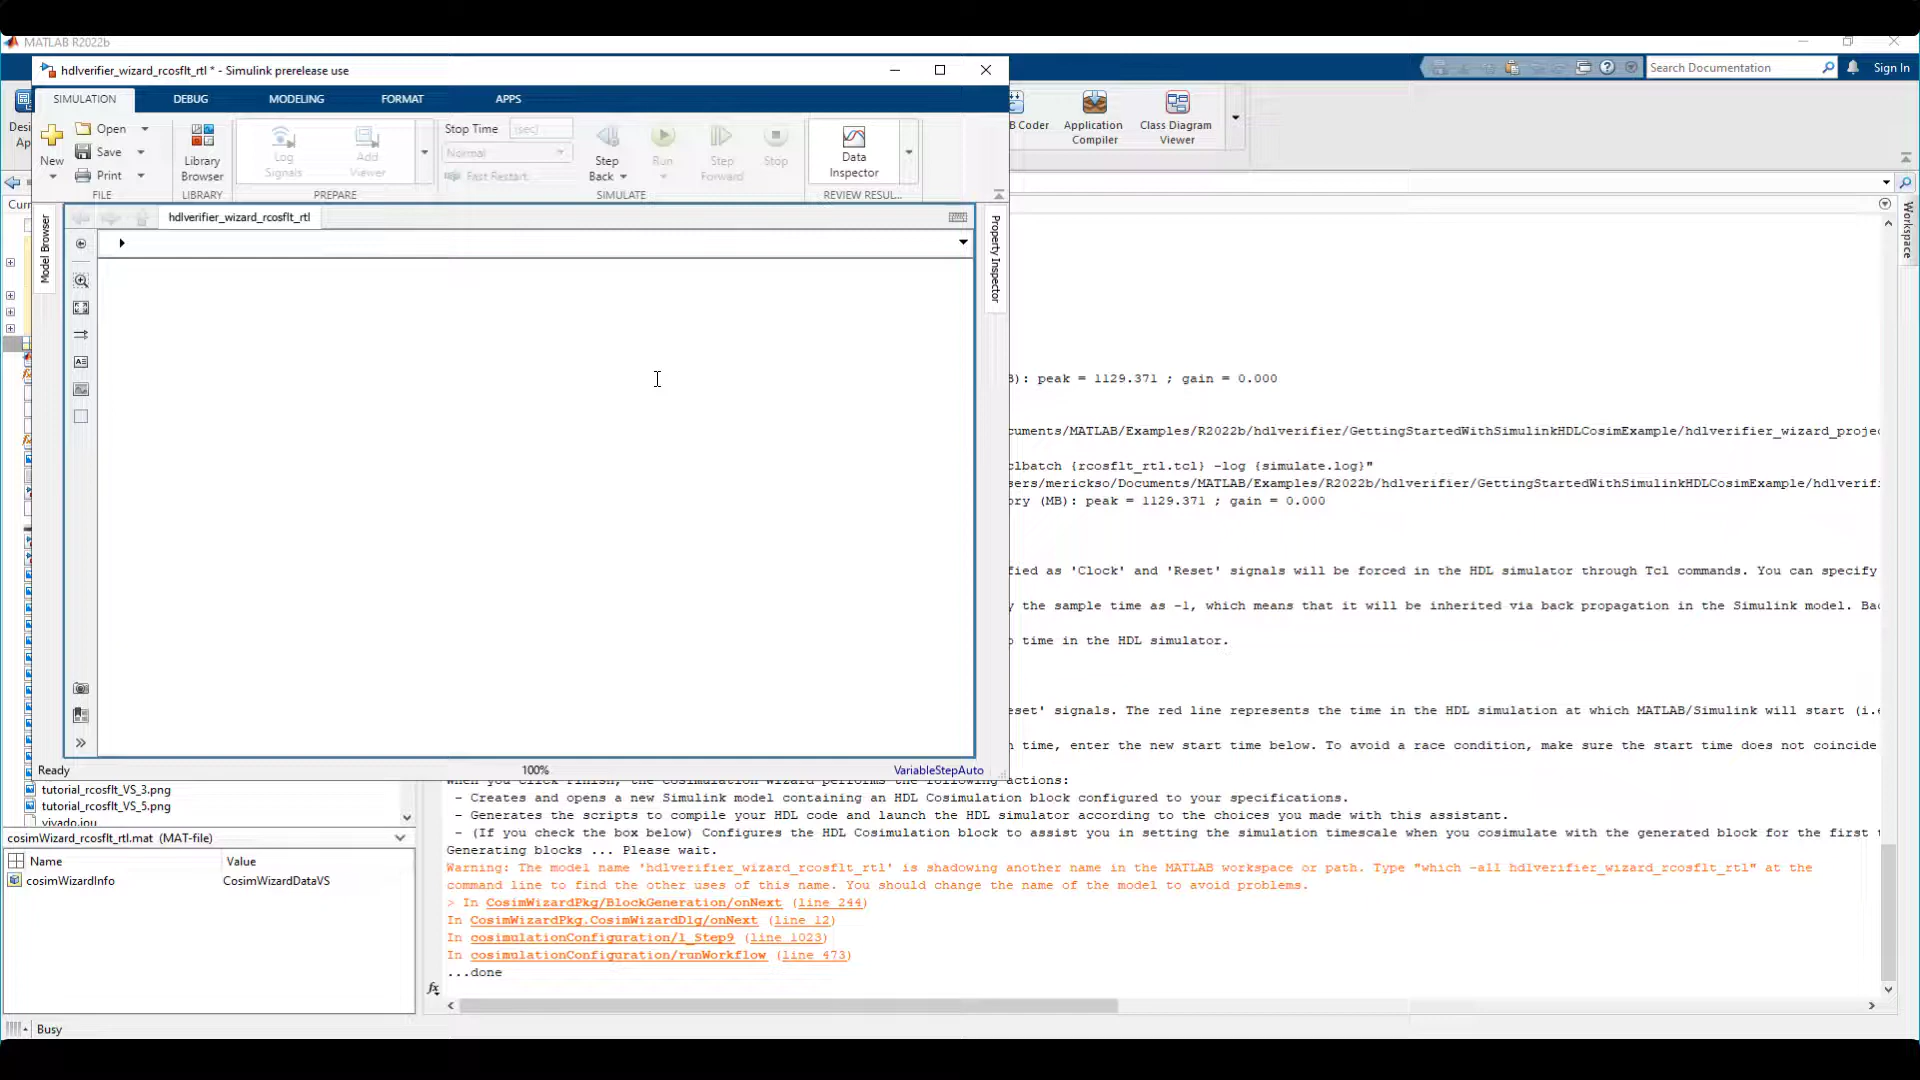 MATLAB R2022b
hdlverifier_wizard_rcosflt_rtl * - Simulink prerelease use
Search Documentation
Sign In
SIMULATION DEBUG MODELING FORMAT APPS
New
Open
Save
Print
FILE
Library
Browser
LIBRARY
Log
Signals
Add
Viewer
PREPARE
Stop Time
Normal
Fast Restart
Step
Back
Run
Step
Forward
Stop
SIMULATE
Data
Inspector
REVIEW RESUL...
B Coder
Application
Compiler
Class Diagram
Viewer
Model Browser
hdlverifier_wizard_rcosflt_rtl
Property Inspector
Workspace
Ready
100%
VariableStepAuto
B): peak = 1129.371 ; gain = 0.000
cuments/MATLAB/Examples/R2022b/hdlverifier/GettingStartedWithSimulinkHDLCosimExample/hdlverifier_wizard_projec
clbatch {rcosflt_rtl.tcl} -log {simulate.log}"
sers/merickso/Documents/MATLAB/Examples/R2022b/hdlverifier/GettingStartedWithSimulinkHDLCosimExample/hdlverifi
ory (MB): peak = 1129.371 ; gain = 0.000
fied as 'Clock' and 'Reset' signals will be forced in the HDL simulator through Tcl commands. You can specify
y the sample time as -1, which means that it will be inherited via back propagation in the Simulink model. Bac
time in the HDL simulator.
eset' signals. The red line represents the time in the HDL simulation at which MATLAB/Simulink will start (i.e
time, enter the new start time below. To avoid a race condition, make sure the start time does not coincide
When you click Finish, the Cosimulation Wizard performs the following actions:
- Creates and opens a new Simulink model containing an HDL Cosimulation block configured to your specifications.
- Generates the scripts to compile your HDL code and launch the HDL simulator according to the choices you made with this assistant.
- (If you check the box below) Configures the HDL Cosimulation block to assist you in setting the simulation timescale when you cosimulate with the generated block for the first t
Generating blocks ... Please wait.
Warning: The model name 'hdlverifier_wizard_rcosflt_rtl' is shadowing another name in the MATLAB workspace or path. Type "which -all hdlverifier_wizard_rcosflt_rtl" at the
command line to find the other uses of this name. You should change the name of the model to avoid problems.
> In CosimWizardPkg/BlockGeneration/onNext (line 244)
In CosimWizardPkg.CosimWizardDlg/onNext (line 12)
In cosimulationConfiguration/l_Step9 (line 1023)
In cosimulationConfiguration/runWorkflow (line 473)
...done
fx
tutorial_rcosflt_VS_3.png
tutorial_rcosflt_VS_5.png
vivado.jou
cosimWizard_rcosflt_rtl.mat (MAT-file)
Name Value
cosimWizardInfo CosimWizardDataVS
Busy